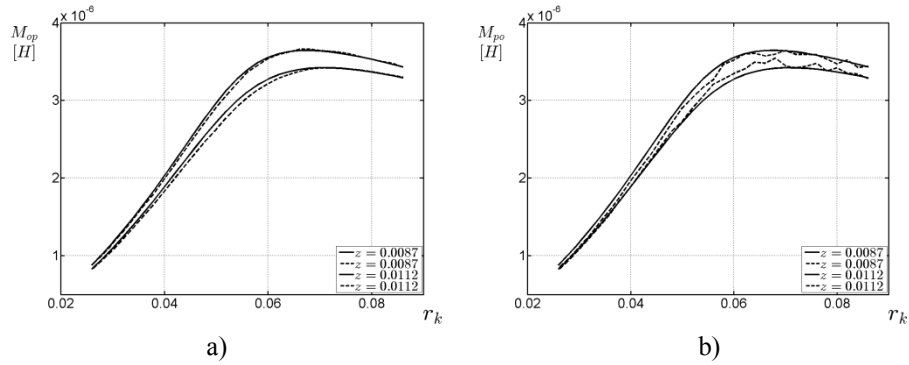 4 x 10⁻⁶
M_op
[H]
3
2
1
0.02 0.04 0.06 0.08
r_k
z = 0.0087
z = 0.0087
z = 0.0112
z = 0.0112
a)
4 x 10⁻⁶
M_po
[H]
3
2
1
0.02 0.04 0.06 0.08
r_k
z = 0.0087
z = 0.0087
z = 0.0112
z = 0.0112
b)